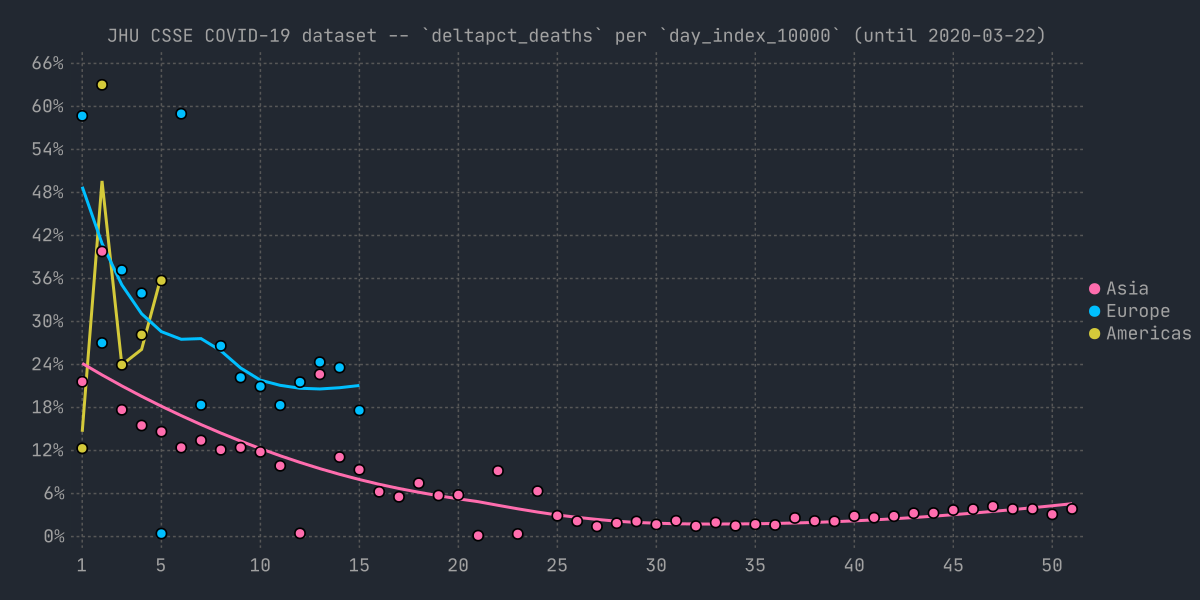 JHU CSSE COVID-19 dataset -- `deltapct_deaths` per `day_index_10000` (until 2020-03-22)
66%
60%
54%
48%
42%
36%
30%
24%
18%
12%
6%
0%
1 5 10 15 20 25 30 35 40 45 50
Asia
Europe
Americas